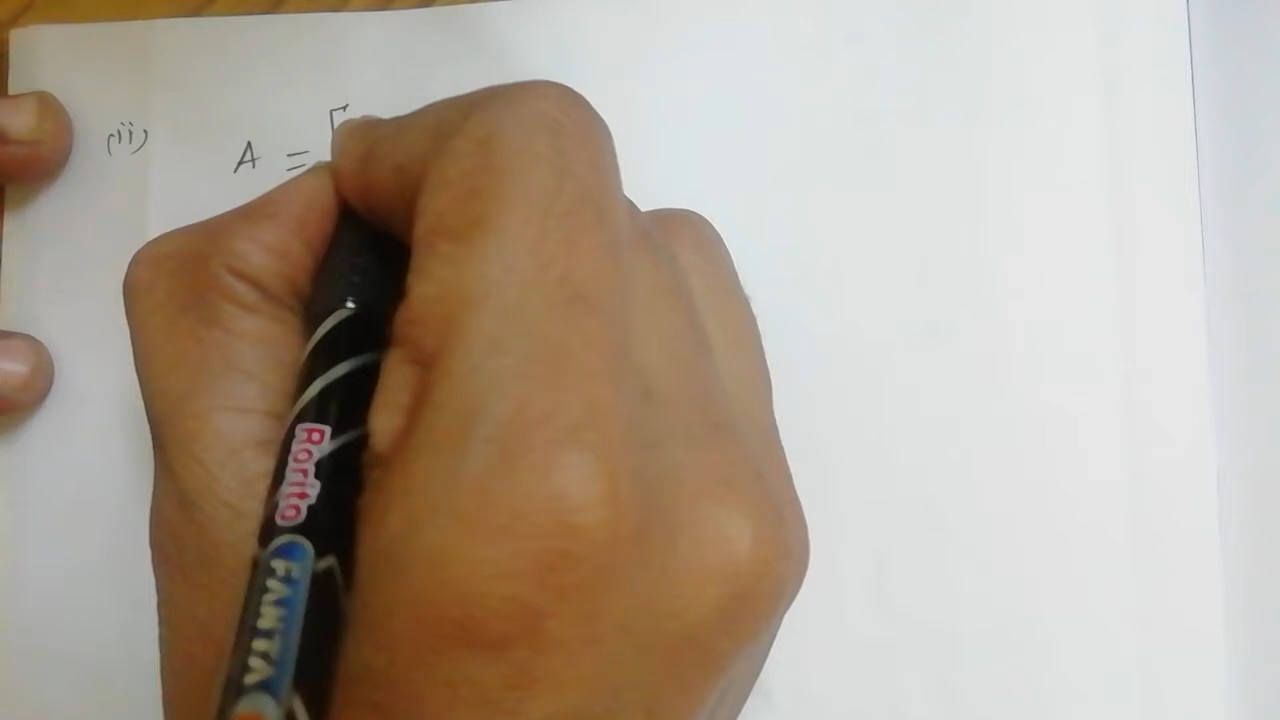 (ii) A = [
Rorito
FANTA